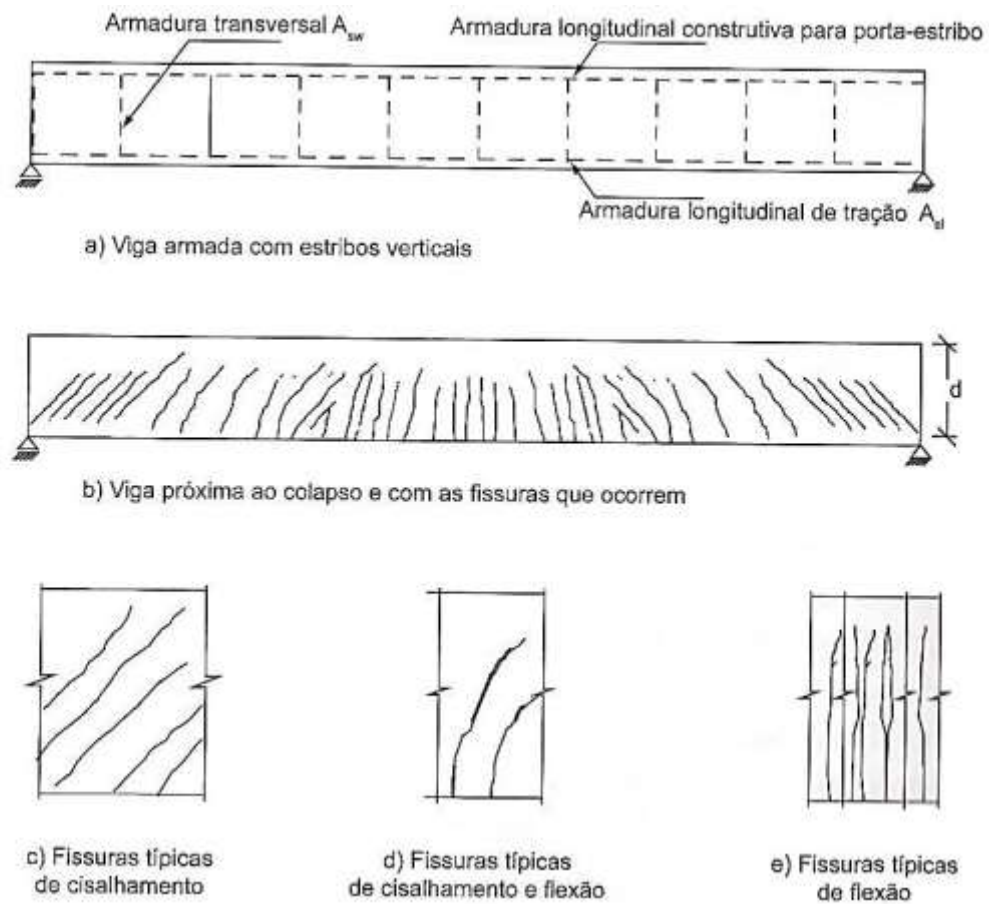 Armadura transversal Asw
Armadura longitudinal construtiva para porta-estribo
Armadura longitudinal de tração Asl
a) Viga armada com estribos verticais
d
b) Viga próxima ao colapso e com as fissuras que ocorrem
c) Fissuras típicas
de cisalhamento
d) Fissuras típicas
de cisalhamento e flexão
e) Fissuras típicas
de flexão